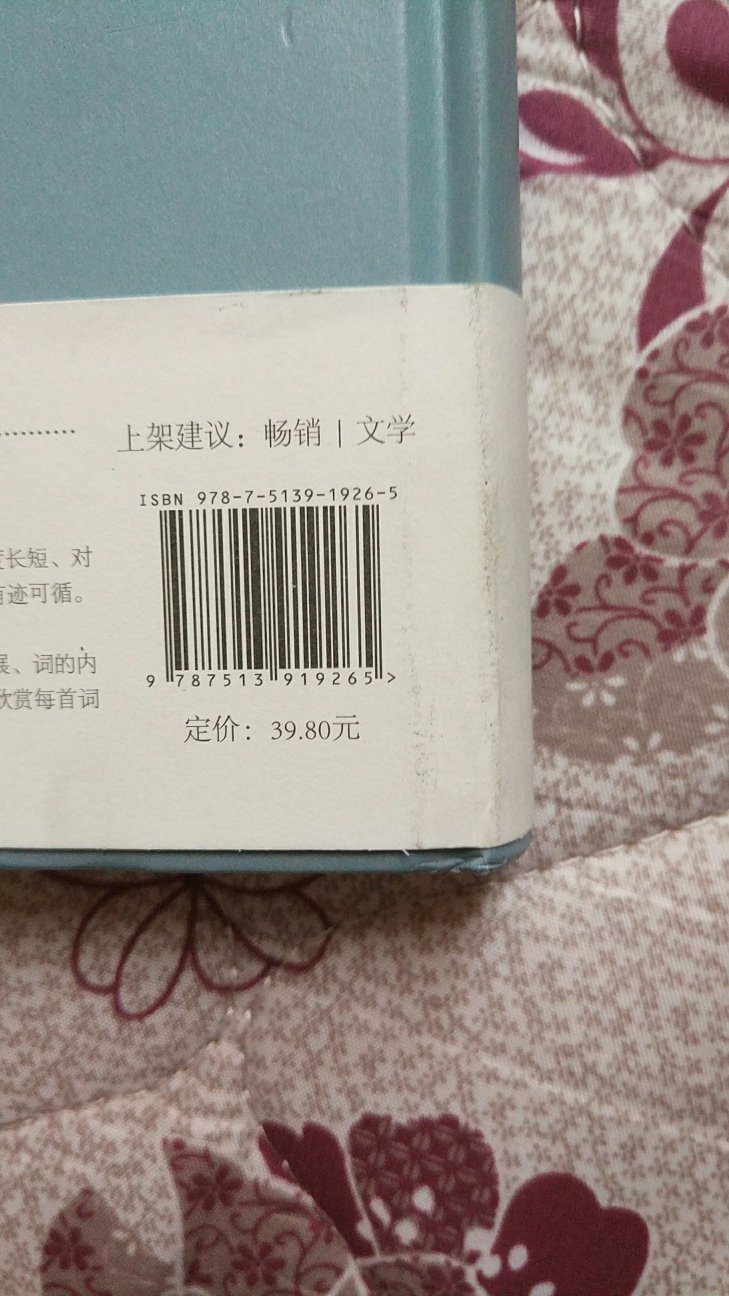 上架建议：畅销｜文学
ISBN 978-7-5139-1926-5
长短、对
有迹可循。
展、词的内
欣赏每首词
9 787513 919265 >
定价：39.80元